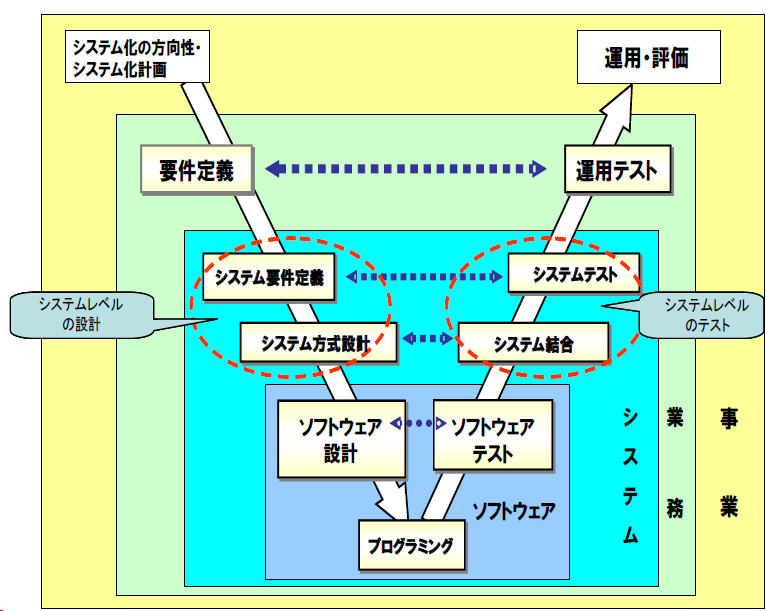 システム化の方向性・
システム化計画
運用・評価
要件定義
運用テスト
システム要件定義
システムテスト
システムレベル
の設計
システムレベル
のテスト
システム方式設計
システム結合
ソフトウェア
設計
ソフトウェア
テスト
ソフトウェア
プログラミング
システム
業務
事業